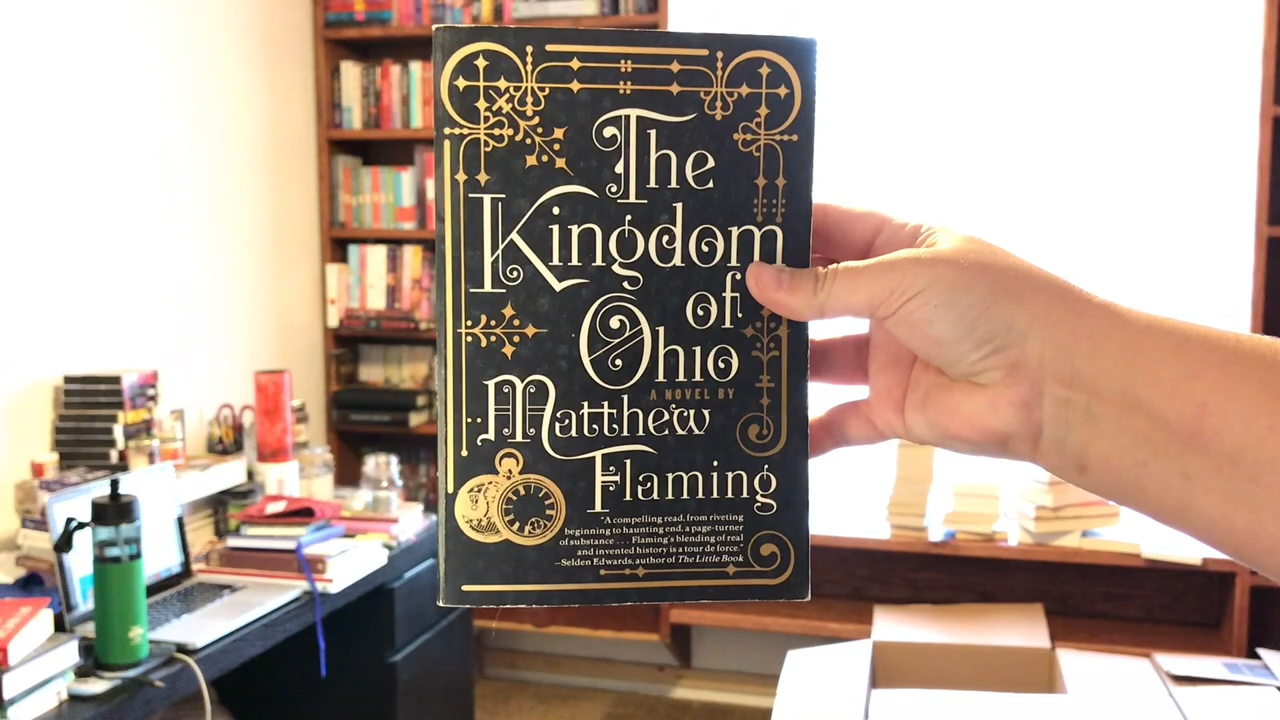 The
Kingdom
of
Ohio
A NOVEL BY
Matthew
Flaming
"A compelling read, from riveting
beginning to haunting end, a page-turner
of substance . . . Flaming's blending of real
and invented history is a tour de force."
—Selden Edwards, author of The Little Book